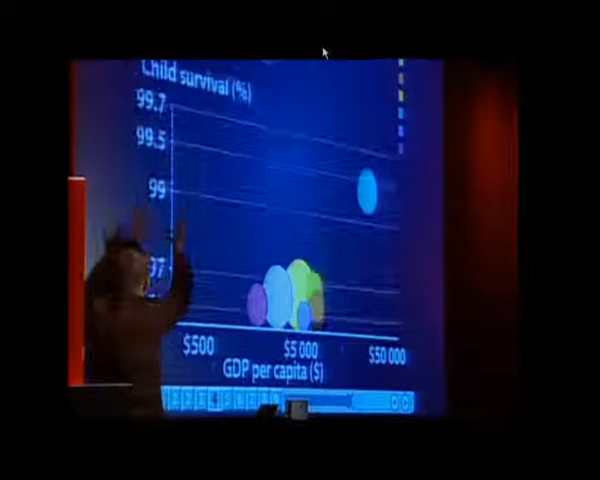 Child survival (%)
99.7
99.5
99
97
$500 $5 000 $50 000
GDP per capita ($)